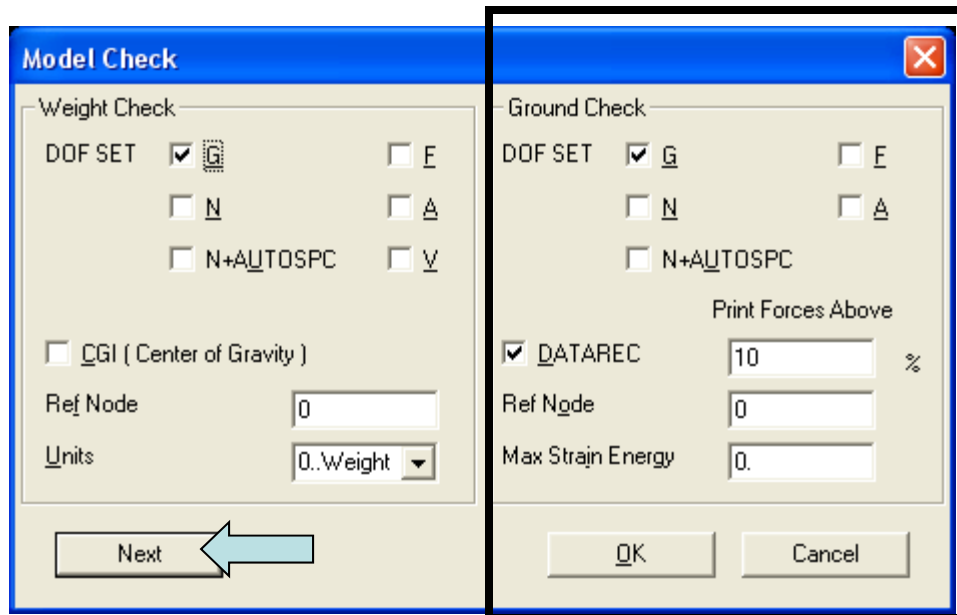 Model Check
Weight Check
DOF SET G F
N A
N+AUTOSPC V
CGI ( Center of Gravity )
Ref Node 0
Units 0..Weight
Next
Ground Check
DOF SET G F
N A
N+AUTOSPC
Print Forces Above
DATAREC 10 %
Ref Node 0
Max Strain Energy 0.
OK Cancel